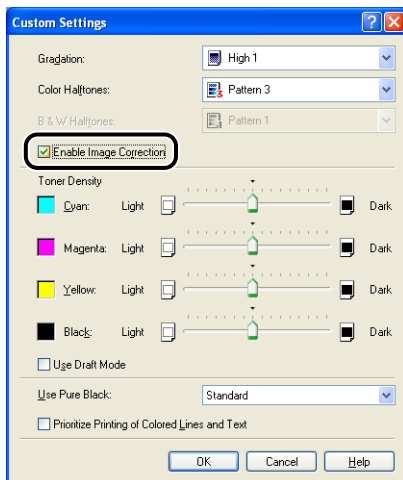 Custom Settings
Gradation: High 1
Color Halftones: Pattern 3
B & W Halftones: Pattern 1
Enable Image Correction
Toner Density
Cyan: Light Dark
Magenta: Light Dark
Yellow: Light Dark
Black: Light Dark
Use Draft Mode
Use Pure Black: Standard
Prioritize Printing of Colored Lines and Text
OK Cancel Help